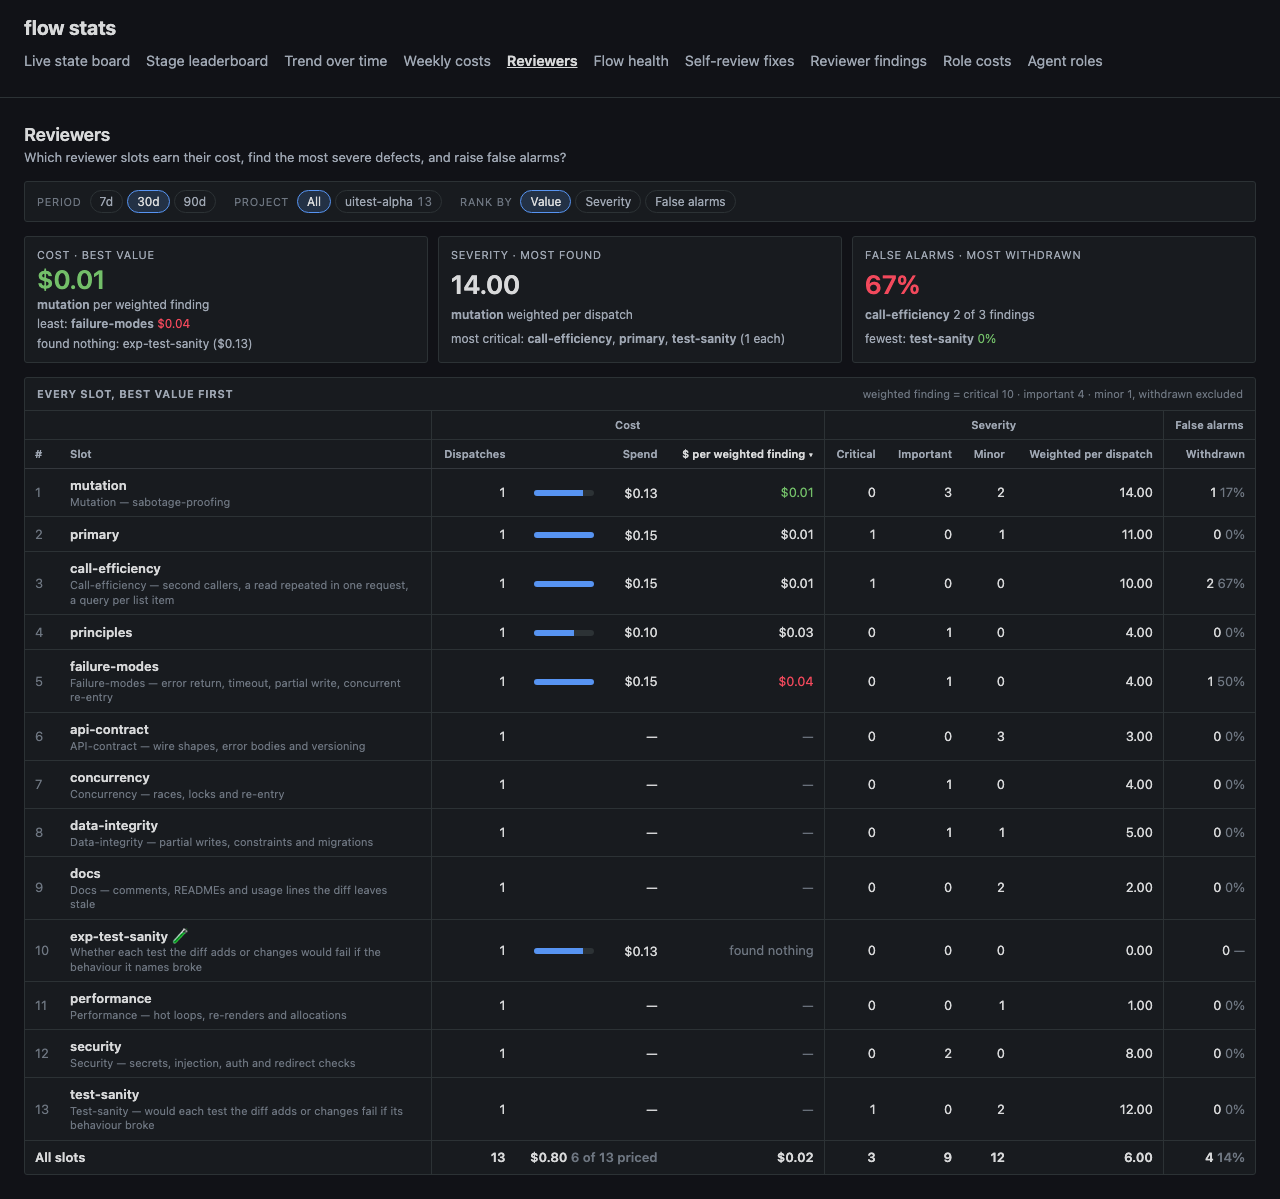 flow stats
Live state board Stage leaderboard Trend over time Weekly costs Reviewers Flow health Self-review fixes Reviewer findings Role costs Agent roles
Reviewers
Which reviewer slots earn their cost, find the most severe defects, and raise false alarms?
PERIOD 7d 30d 90d PROJECT All uitest-alpha 13 RANK BY Value Severity False alarms
COST · BEST VALUE
$0.01
mutation per weighted finding
least: failure-modes $0.04
found nothing: exp-test-sanity ($0.13)
SEVERITY · MOST FOUND
14.00
mutation weighted per dispatch
most critical: call-efficiency, primary, test-sanity (1 each)
FALSE ALARMS · MOST WITHDRAWN
67%
call-efficiency 2 of 3 findings
fewest: test-sanity 0%
EVERY SLOT, BEST VALUE FIRST weighted finding = critical 10 · important 4 · minor 1, withdrawn excluded
Cost Severity False alarms
# Slot Dispatches Spend $ per weighted finding ▾ Critical Important Minor Weighted per dispatch Withdrawn
1 mutation 1 $0.13 $0.01 0 3 2 14.00 1 17%
Mutation — sabotage-proofing
2 primary 1 $0.15 $0.01 1 0 1 11.00 0 0%
3 call-efficiency 1 $0.15 $0.01 1 0 0 10.00 2 67%
Call-efficiency — second callers, a read repeated in one request,
a query per list item
4 principles 1 $0.10 $0.03 0 1 0 4.00 0 0%
5 failure-modes 1 $0.15 $0.04 0 1 0 4.00 1 50%
Failure-modes — error return, timeout, partial write, concurrent
re-entry
6 api-contract 1 — — 0 0 3 3.00 0 0%
API-contract — wire shapes, error bodies and versioning
7 concurrency 1 — — 0 1 0 4.00 0 0%
Concurrency — races, locks and re-entry
8 data-integrity 1 — — 0 1 1 5.00 0 0%
Data-integrity — partial writes, constraints and migrations
9 docs 1 — — 0 0 2 2.00 0 0%
Docs — comments, READMEs and usage lines the diff leaves
stale
10 exp-test-sanity 1 $0.13 found nothing 0 0 0 0.00 0 —
Whether each test the diff adds or changes would fail if the
behaviour it names broke
11 performance 1 — — 0 0 1 1.00 0 0%
Performance — hot loops, re-renders and allocations
12 security 1 — — 0 2 0 8.00 0 0%
Security — secrets, injection, auth and redirect checks
13 test-sanity 1 — — 1 0 2 12.00 0 0%
Test-sanity — would each test the diff adds or changes fail if its
behaviour broke
All slots 13 $0.80 6 of 13 priced $0.02 3 9 12 6.00 4 14%